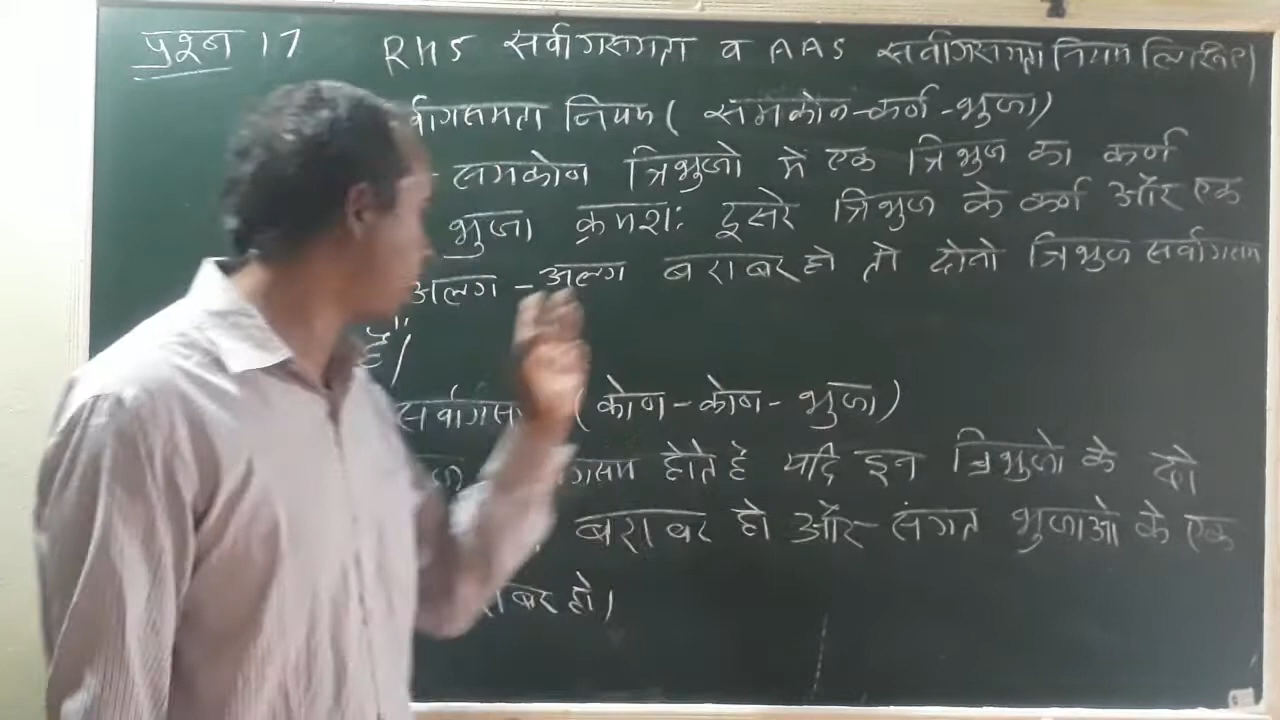 प्रश्न 17 RHS सर्वागसमता व AAS सर्वागसमता नियम लिखिए।
र्वागसमता नियम ( समकोण-कर्ण-भुजा)
समकोण त्रिभुजो में एक त्रिभुज का कर्ण
भुजा क्रमशः दूसरे त्रिभुज के कर्ण और एक
अलग - अलग बराबर हो तो दोनो त्रिभुज सर्वागसम
हैं।
सर्वागस (कोण-कोण-भुजा)
गसम होते हे यदि इन त्रिभुजो के दो
बराबर हो और संगत भुजाओ के एक
बर हो।